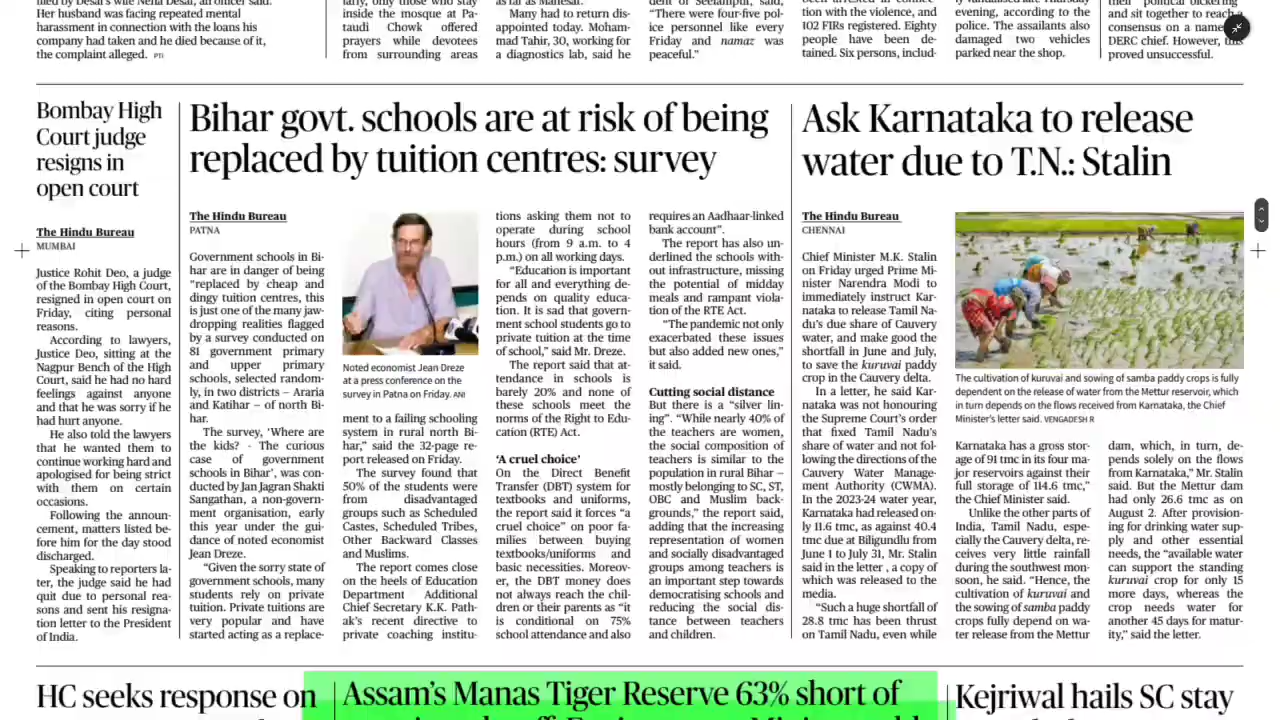 filed by Desai's wife Neha Desai, an officer said.
Her husband was facing repeated mental
harassment in connection with the loans his
company had taken and he died because of it,
the complaint alleged. PTI
inside the mosque at Pa-
taudi Chowk offered
prayers while devotees
from surrounding areas
Many had to return dis-
appointed today. Moham-
mad Tahir, 30, working for
a diagnostics lab, said he
"There were four-five pol-
ice personnel like every
Friday and namaz was
peaceful."
tion with the violence, and
102 FIRs registered. Eighty
people have been de-
tained. Six persons, includ-
evening, according to the
police. The assailants also
damaged two vehicles
parked near the shop.
and sit together to reach
consensus on a name
DERC chief. However, this
proved unsuccessful.
Bombay High
Court judge
resigns in
open court
The Hindu Bureau
MUMBAI
Justice Rohit Deo, a judge
of the Bombay High Court,
resigned in open court on
Friday, citing personal
reasons.
According to lawyers,
Justice Deo, sitting at the
Nagpur Bench of the High
Court, said he had no hard
feelings against anyone
and that he was sorry if he
had hurt anyone.
He also told the lawyers
that he wanted them to
continue working hard and
apologised for being strict
with them on certain
occasions.
Following the announ-
cement, matters listed be-
fore him for the day stood
discharged.
Speaking to reporters la-
ter, the judge said he had
quit due to personal rea-
sons and sent his resigna-
tion letter to the President
of India.
Bihar govt. schools are at risk of being
replaced by tuition centres: survey
The Hindu Bureau
PATNA
Government schools in Bi-
har are in danger of being
"replaced by cheap and
dingy tuition centres, this
is just one of the many jaw-
dropping realities flagged
by a survey conducted on
81 government primary
and upper primary
schools, selected random-
ly, in two districts – Araria
and Katihar – of north Bi-
har.
The survey, 'Where are
the kids? - The curious
case of government
schools in Bihar', was con-
ducted by Jan Jagran Shakti
Sangathan, a non-govern-
ment organisation, early
this year under the gui-
dance of noted economist
Jean Dreze.
"Given the sorry state of
government schools, many
students rely on private
tuition. Private tuitions are
very popular and have
started acting as a replace-
Noted economist Jean Dreze
at a press conference on the
survey in Patna on Friday. ANI
ment to a failing schooling
system in rural north Bi-
har," said the 32-page re-
port released on Friday.
The survey found that
50% of the students were
from disadvantaged
groups such as Scheduled
Castes, Scheduled Tribes,
Other Backward Classes
and Muslims.
The report comes close
on the heels of Education
Department Additional
Chief Secretary K.K. Path-
ak's recent directive to
private coaching institu-
tions asking them not to
operate during school
hours (from 9 a.m. to 4
p.m.) on all working days.
"Education is important
for all and everything de-
pends on quality educa-
tion. It is sad that govern-
ment school students go to
private tuition at the time
of school," said Mr. Dreze.
The report said that at-
tendance in schools is
barely 20% and none of
these schools meet the
norms of the Right to Edu-
cation (RTE) Act.
'A cruel choice'
On the Direct Benefit
Transfer (DBT) system for
textbooks and uniforms,
the report said it forces "a
cruel choice" on poor fa-
milies between buying
textbooks/uniforms and
basic necessities. Moreov-
er, the DBT money does
not always reach the chil-
dren or their parents as "it
is conditional on 75%
school attendance and also
requires an Aadhaar-linked
bank account".
The report has also un-
derlined the schools with-
out infrastructure, missing
the potential of midday
meals and rampant viola-
tion of the RTE Act.
"The pandemic not only
exacerbated these issues
but also added new ones,"
it said.
Cutting social distance
But there is a "silver lin-
ing". "While nearly 40% of
the teachers are women,
the social composition of
teachers is similar to the
population in rural Bihar –
mostly belonging to SC, ST,
OBC and Muslim back-
grounds," the report said,
adding that the increasing
representation of women
and socially disadvantaged
groups among teachers is
an important step towards
democratising schools and
reducing the social dis-
tance between teachers
and children.
Ask Karnataka to release
water due to T.N.: Stalin
The Hindu Bureau
CHENNAI
Chief Minister M.K. Stalin
on Friday urged Prime Mi-
nister Narendra Modi to
immediately instruct Kar-
nataka to release Tamil Na-
du's due share of Cauvery
water, and make good the
shortfall in June and July,
to save the kuruvai paddy
crop in the Cauvery delta.
In a letter, he said Kar-
nataka was not honouring
the Supreme Court's order
that fixed Tamil Nadu's
share of water and not fol-
lowing the directions of the
Cauvery Water Manage-
ment Authority (CWMA).
In the 2023-24 water year,
Karnataka had released on-
ly 11.6 tmc, as against 40.4
tmc due at Biligundlu from
June 1 to July 31, Mr. Stalin
said in the letter , a copy of
which was released to the
media.
"Such a huge shortfall of
28.8 tmc has been thrust
on Tamil Nadu, even while
The cultivation of kuruvai and sowing of samba paddy crops is fully
dependent on the release of water from the Mettur reservoir, which
in turn depends on the flows received from Karnataka, the Chief
Minister's letter said. VENGADESH R
Karnataka has a gross stor-
age of 91 tmc in its four ma-
jor reservoirs against their
full storage of 114.6 tmc,"
the Chief Minister said.
Unlike the other parts of
India, Tamil Nadu, espe-
cially the Cauvery delta, re-
ceives very little rainfall
during the southwest mon-
soon, he said. "Hence, the
cultivation of kuruvai and
the sowing of samba paddy
crops fully depend on wa-
ter release from the Mettur
dam, which, in turn, de-
pends solely on the flows
from Karnataka," Mr. Stalin
said. But the Mettur dam
had only 26.6 tmc as on
August 2. After provision-
ing for drinking water sup-
ply and other essential
needs, the "available water
can support the standing
kuruvai crop for only 15
more days, whereas the
crop needs water for
another 45 days for matur-
ity," said the letter.
HC seeks response on
Assam's Manas Tiger Reserve 63% short of
Kejriwal hails SC stay